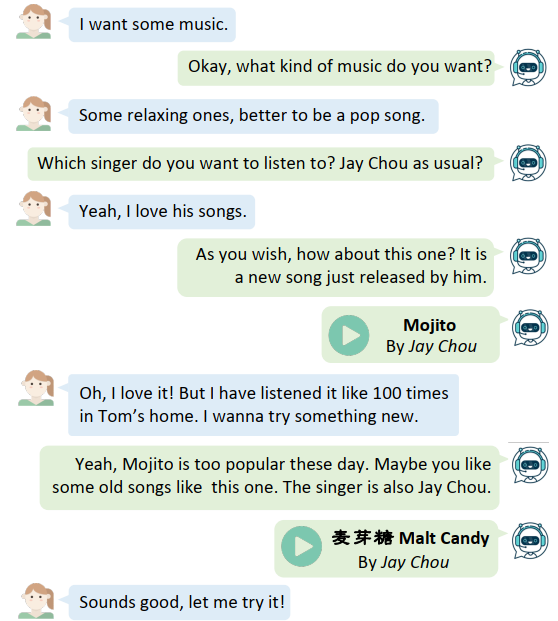 I want some music.
Okay, what kind of music do you want?
Some relaxing ones, better to be a pop song.
Which singer do you want to listen to? Jay Chou as usual?
Yeah, I love his songs.
As you wish, how about this one? It is
a new song just released by him.
Mojito
By Jay Chou
Oh, I love it! But I have listened it like 100 times
in Tom’s home. I wanna try something new.
Yeah, Mojito is too popular these day. Maybe you like
some old songs like this one. The singer is also Jay Chou.
麦芽糖 Malt Candy
By Jay Chou
Sounds good, let me try it!